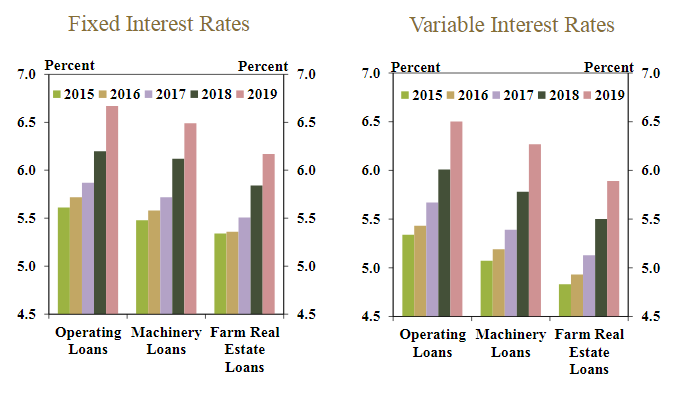 Fixed Interest Rates
Percent Percent
7.0 7.0
2015 2016 2017 2018 2019
6.5 6.5
6.0 6.0
5.5 5.5
5.0 5.0
4.5 4.5
Operating Machinery Farm Real
Loans Loans Estate
Loans
Variable Interest Rates
Percent Percent
7.0 7.0
2015 2016 2017 2018 2019
6.5 6.5
6.0 6.0
5.5 5.5
5.0 5.0
4.5 4.5
Operating Machinery Farm Real
Loans Loans Estate
Loans